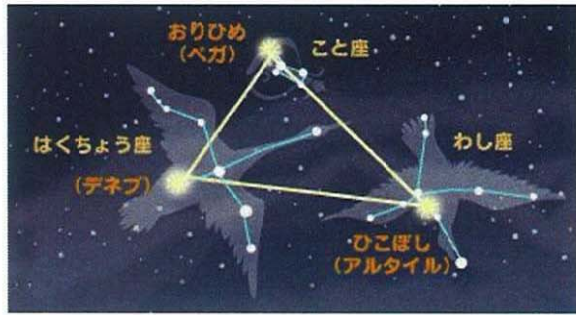 おりひめ
(ベガ)
こと座
はくちょう座
(デネブ)
わし座
ひこぼし
(アルタイル)